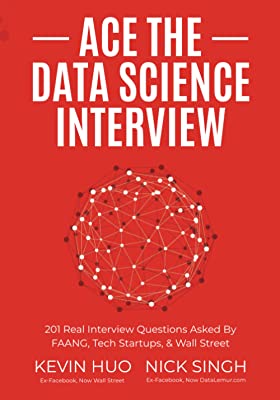 ACE THE
DATA SCIENCE
INTERVIEW
201 Real Interview Questions Asked By
FAANG, Tech Startups, & Wall Street
KEVIN HUO NICK SINGH
Ex-Facebook, Now Wall Street Ex-Facebook, Now DataLemur.com